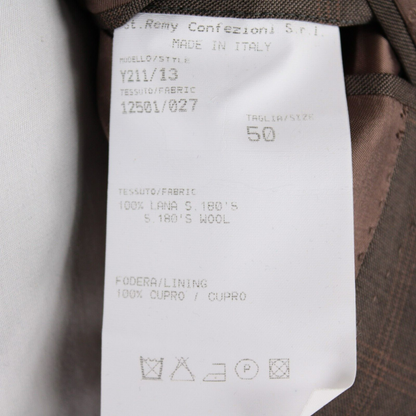 St.Remy Confezioni S.r.l.
MADE IN ITALY
MODELLO/STYLE
Y211/13
TESSUTO/FABRIC
12501/027
TAGLIA/SIZE
50
TESSUTO/FABRIC
100% LANA S.180'S
S.180'S WOOL
FODERA/LINING
100% CUPRO / CUPRO
P